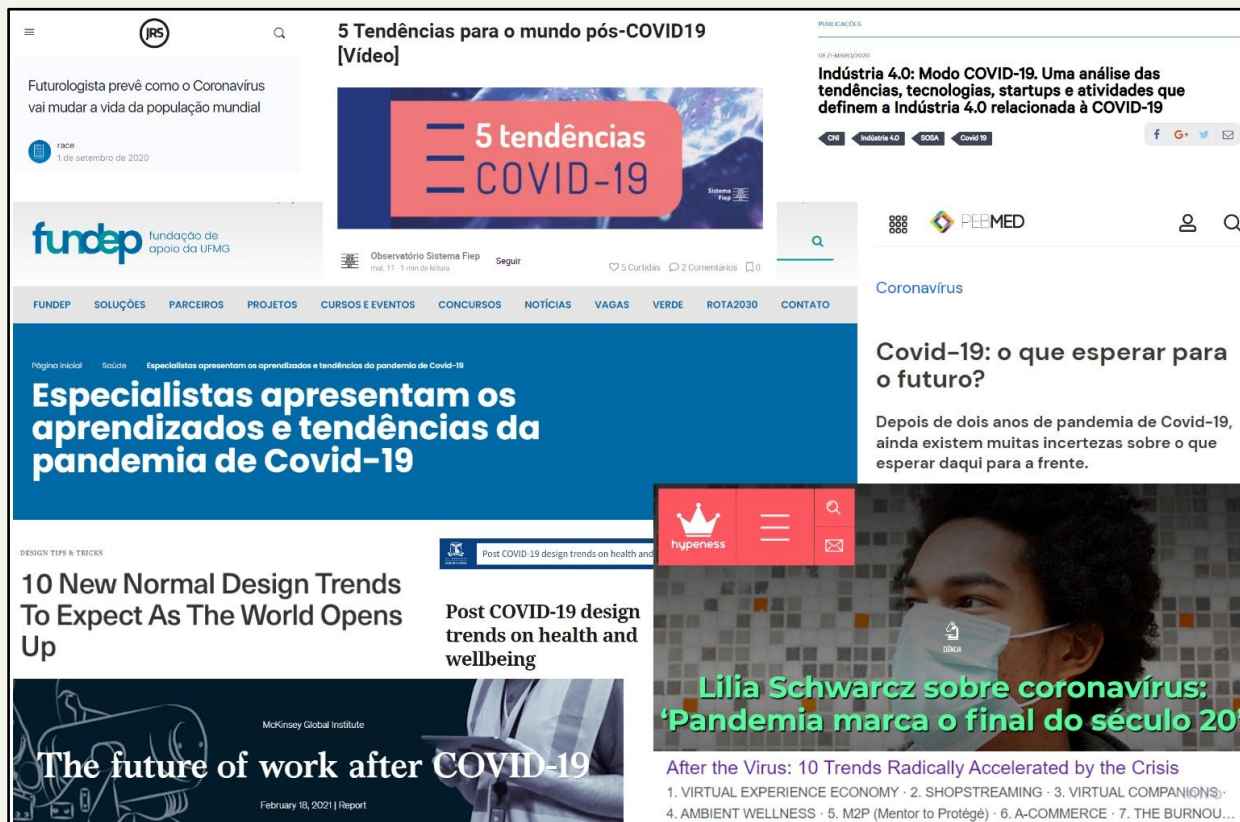 JRS
Futurologista prevê como o Coronavírus
vai mudar a vida da população mundial
race
1 de setembro de 2020
5 Tendências para o mundo pós-COVID19
[Vídeo]
5 tendências
COVID-19
Sistema
Fiep
Observatório Sistema Fiep
Seguir
mai. 11 · 1 min de leitura
5 Curtidas
2 Comentários
0
PUBLICAÇÕES
DEZEMBRO/2020
Indústria 4.0: Modo COVID-19. Uma análise das
tendências, tecnologias, startups e atividades que
definem a Indústria 4.0 relacionada à COVID-19
CNI Indústria 4.0 SOSA Covid 19
f G+
fundep fundação de
apoio da UFMG
FUNDEP SOLUÇÕES PARCEIROS PROJETOS CURSOS E EVENTOS CONCURSOS NOTÍCIAS VAGAS VERDE ROTA2030 CONTATO
Página Inicial Saúde Especialistas apresentam os aprendizados e tendências da pandemia de Covid-19
Especialistas apresentam os
aprendizados e tendências da
pandemia de Covid-19
PEBMED
Coronavírus
Covid-19: o que esperar para
o futuro?
Depois de dois anos de pandemia de Covid-19,
ainda existem muitas incertezas sobre o que
esperar daqui para a frente.
DESIGN TIPS & TRICKS
10 New Normal Design Trends
To Expect As The World Opens
Up
Post COVID-19 design trends on health and
Post COVID-19 design
trends on health and
wellbeing
hypeness
CIÊNCIA
Lilia Schwarcz sobre coronavírus:
‘Pandemia marca o final do século 20’
McKinsey Global Institute
The future of work after COVID-19
February 18, 2021 | Report
After the Virus: 10 Trends Radically Accelerated by the Crisis
1. VIRTUAL EXPERIENCE ECONOMY · 2. SHOPSTREAMING · 3. VIRTUAL COMPANIONS ·
4. AMBIENT WELLNESS · 5. M2P (Mentor to Protégé) · 6. A-COMMERCE · 7. THE BURNOU...